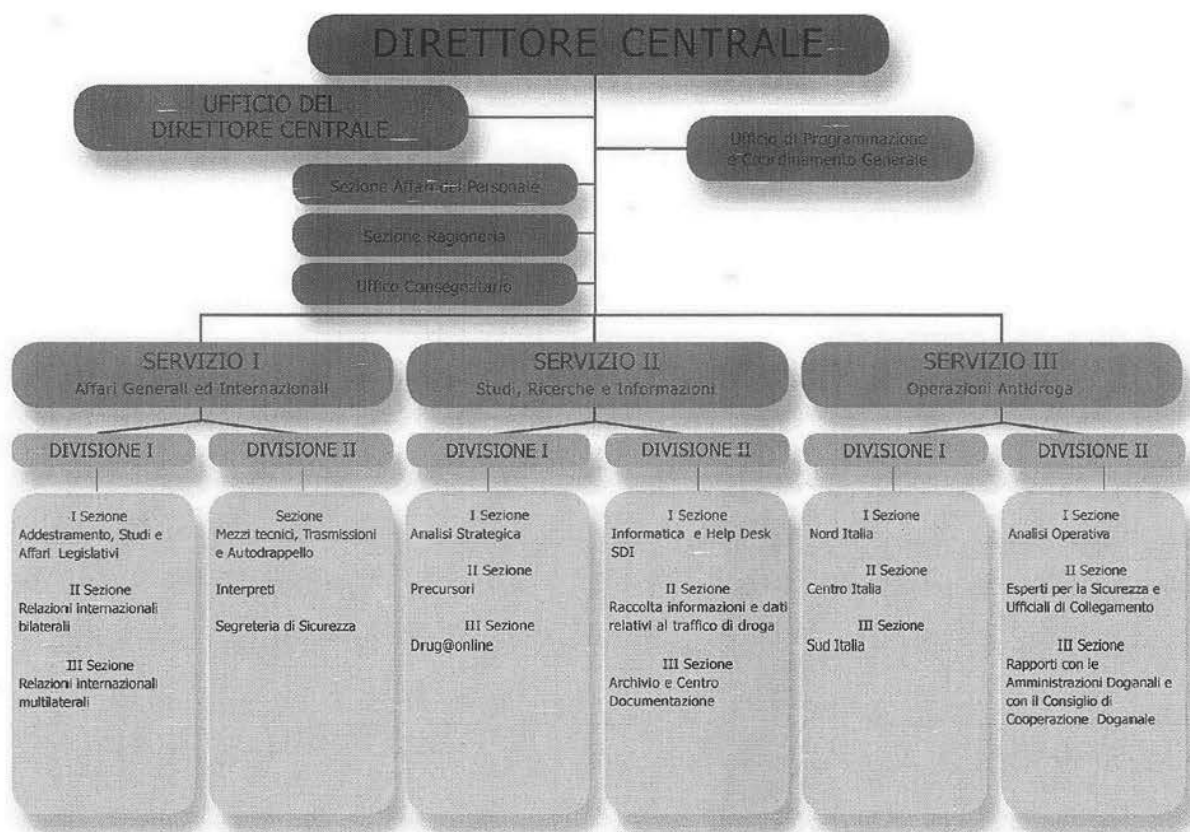 DIRETTORE CENTRALE
UFFICIO DEL
DIRETTORE CENTRALE
Ufficio di Programmazione
e Coordinamento Generale
Sezione Affari del Personale
Sezione Ragioneria
Uffico Consegnatario
SERVIZIO I
Affari Generali ed Internazionali
SERVIZIO II
Studi, Ricerche e Informazioni
SERVIZIO III
Operazioni Antidroga
DIVISIONE I
DIVISIONE II
DIVISIONE I
DIVISIONE II
DIVISIONE I
DIVISIONE II
I Sezione
Addestramento, Studi e
Affari Legislativi
II Sezione
Relazioni internazionali
bilaterali
III Sezione
Relazioni internazionali
multilaterali
Sezione
Mezzi tecnici, Trasmissioni
e Autodrappello
Interpreti
Segreteria di Sicurezza
I Sezione
Analisi Strategica
II Sezione
Precursori
III Sezione
Drug@online
I Sezione
Informatica e Help Desk
SDI
II Sezione
Raccolta informazioni e dati
relativi al traffico di droga
III Sezione
Archivio e Centro
Documentazione
I Sezione
Nord Italia
II Sezione
Centro Italia
III Sezione
Sud Italia
I Sezione
Analisi Operativa
II Sezione
Esperti per la Sicurezza e
Ufficiali di Collegamento
III Sezione
Rapporti con le
Amministrazioni Doganali e
con il Consiglio di
Cooperazione Doganale